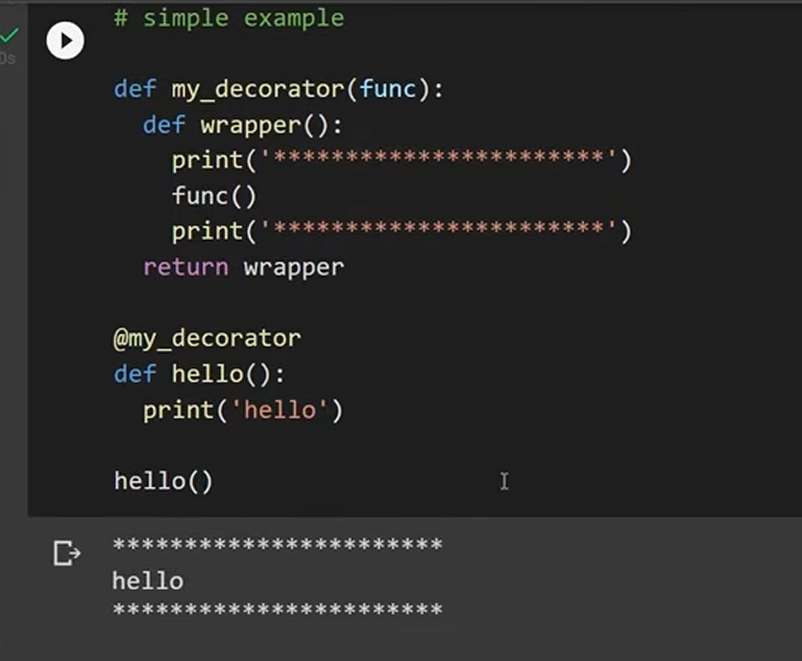 # simple example
0s
def my_decorator(func):
  def wrapper():
    print('***********************')
    func()
    print('***********************')
  return wrapper
@my_decorator
def hello():
  print('hello')
hello()
***********************
hello
***********************